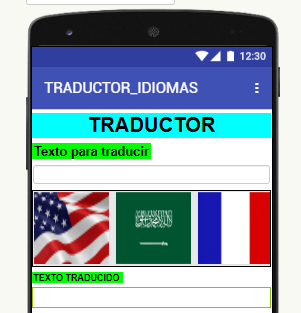 12:30
TRADUCTOR_IDIOMAS
TRADUCTOR
Texto para traducir
TEXTO TRADUCIDO